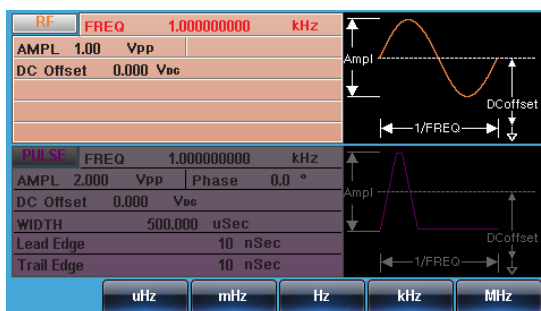 RF FREQ 1.000000000 kHz
AMPL 1.00 Vpp
DC Offset 0.000 VDC
Ampl
DCoffset
1/FREQ
PULSE FREQ 1.000000000 kHz
AMPL 2.000 Vpp Phase 0.0 °
DC Offset 0.000 VDC
WIDTH 500.000 uSec
Lead Edge 10 nSec
Trail Edge 10 nSec
Ampl
DCoffset
1/FREQ
uHz mHz Hz kHz MHz